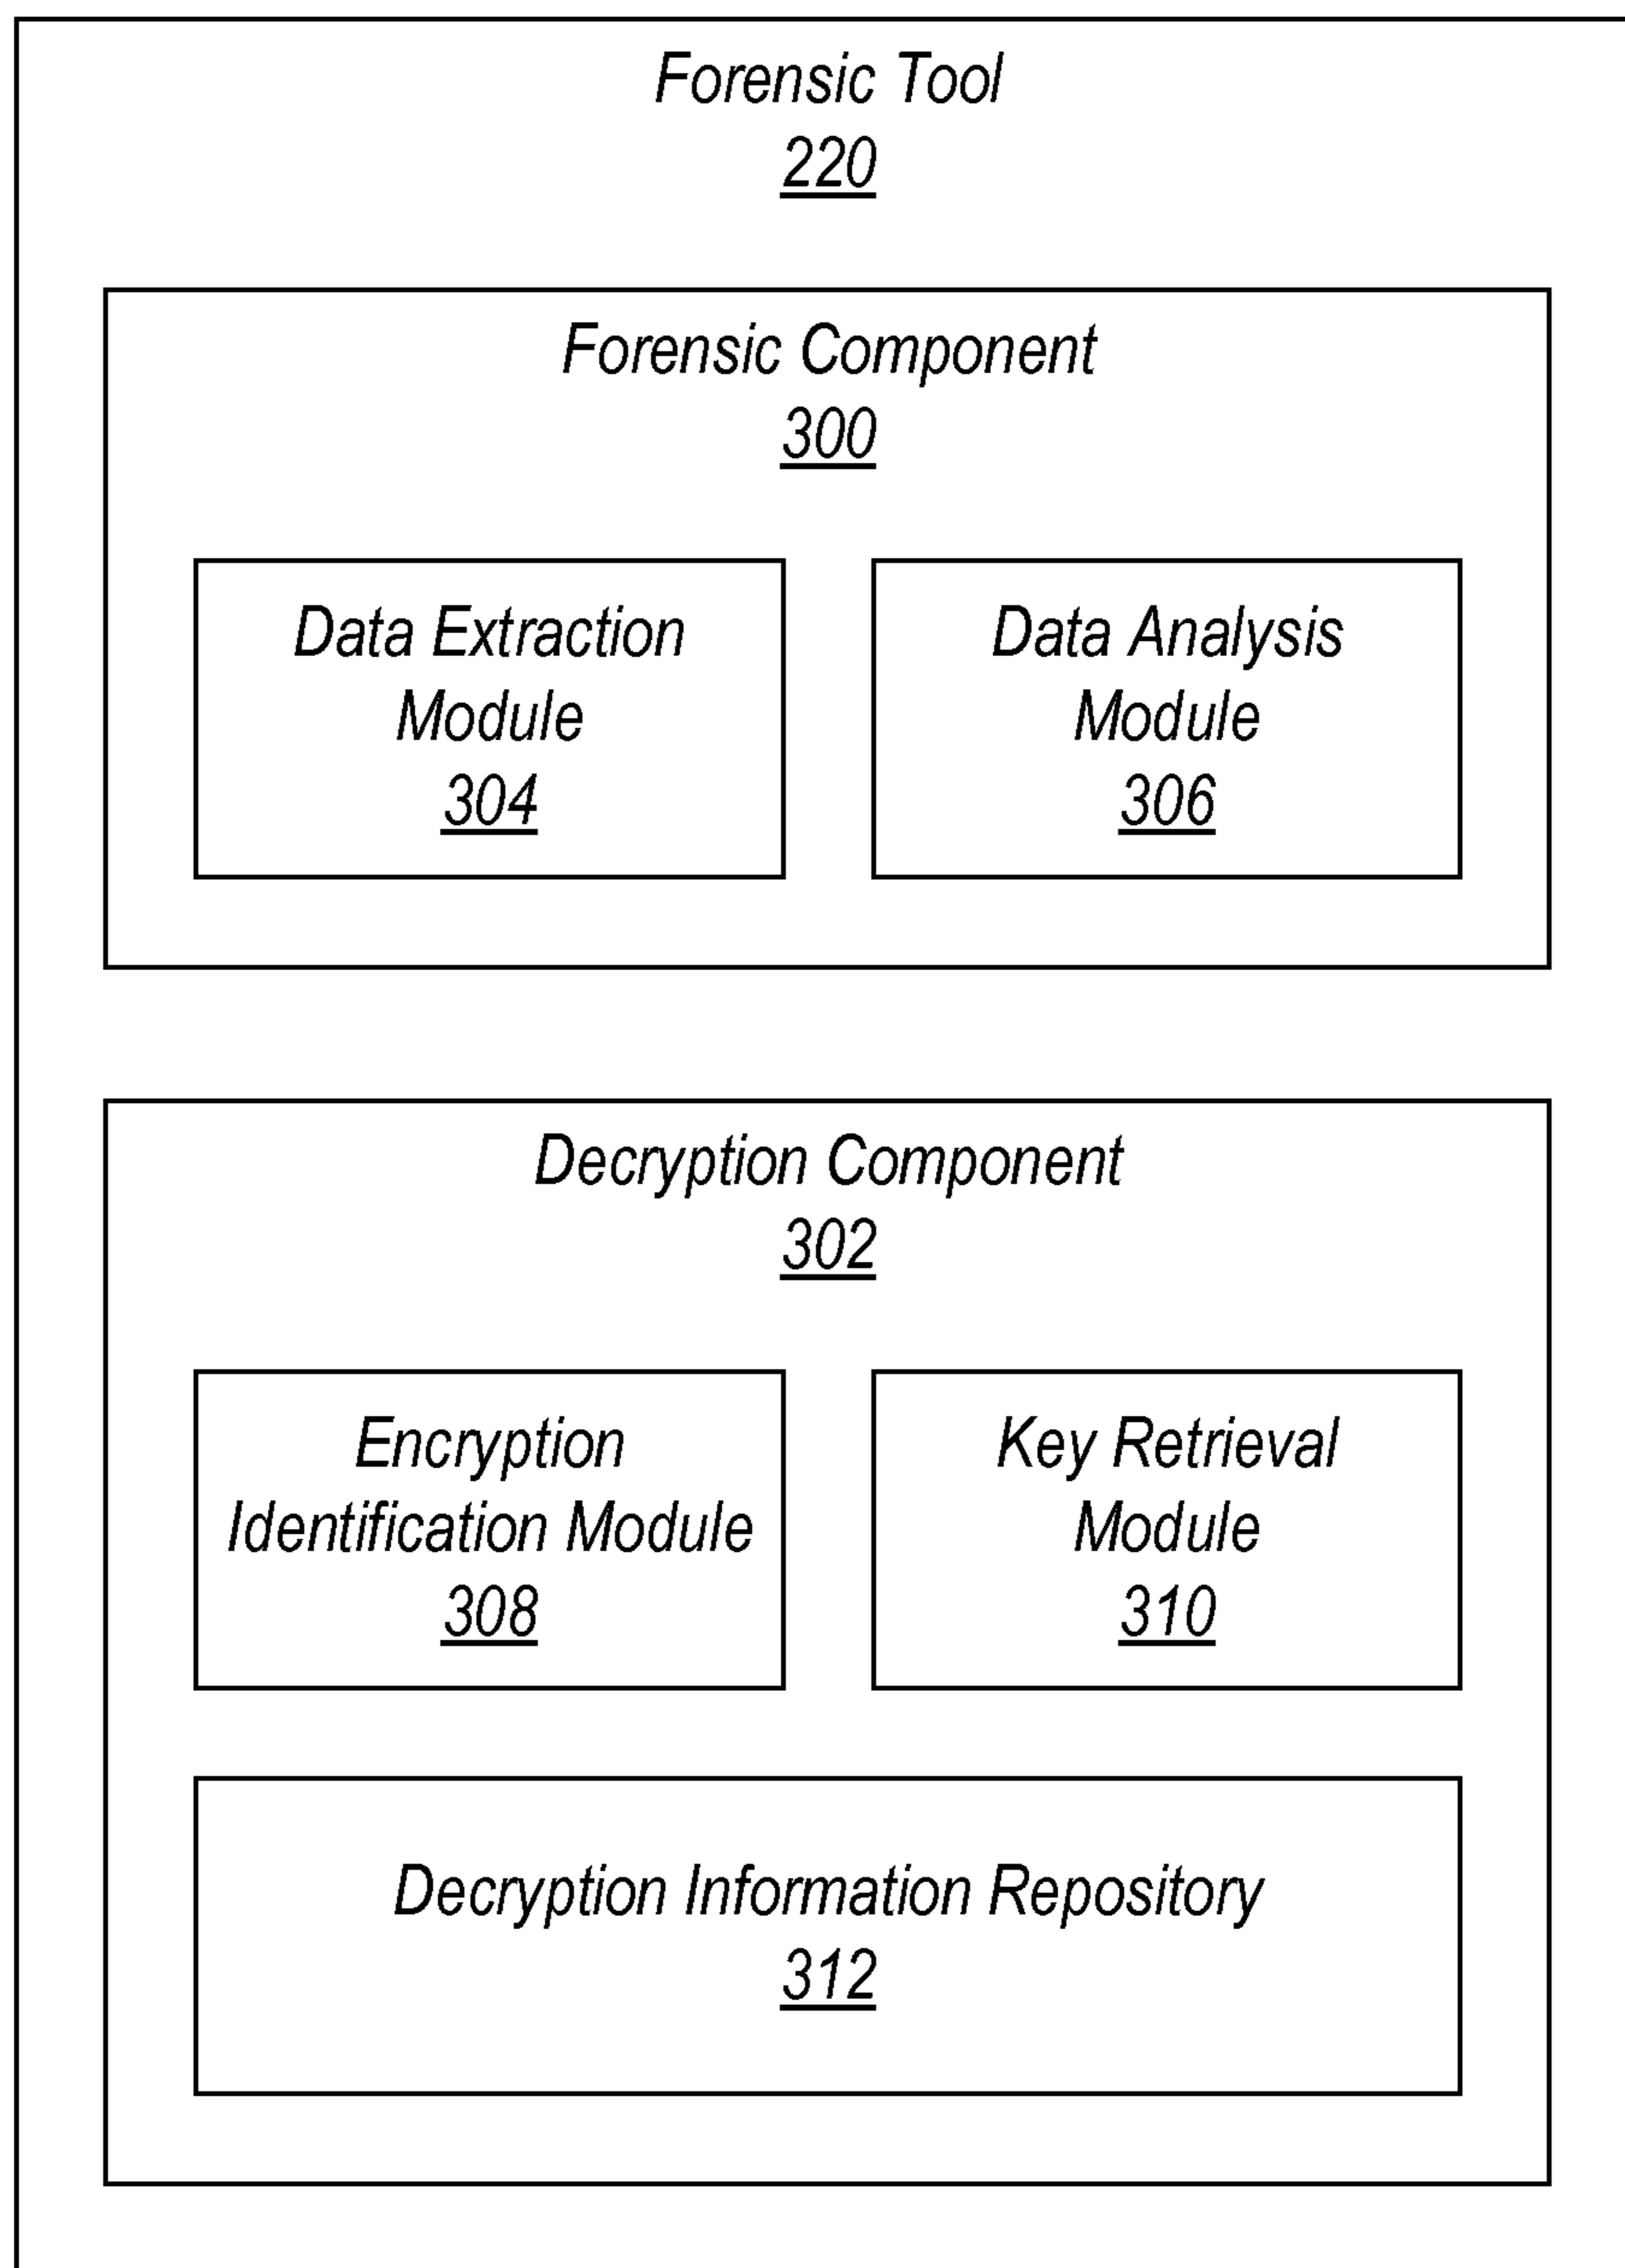 Forensic Tool
220
Forensic Component
300
Data Extraction
Module
304
Data Analysis
Module
306
Decryption Component
302
Encryption
Identification Module
308
Key Retrieval
Module
310
Decryption Information Repository
312